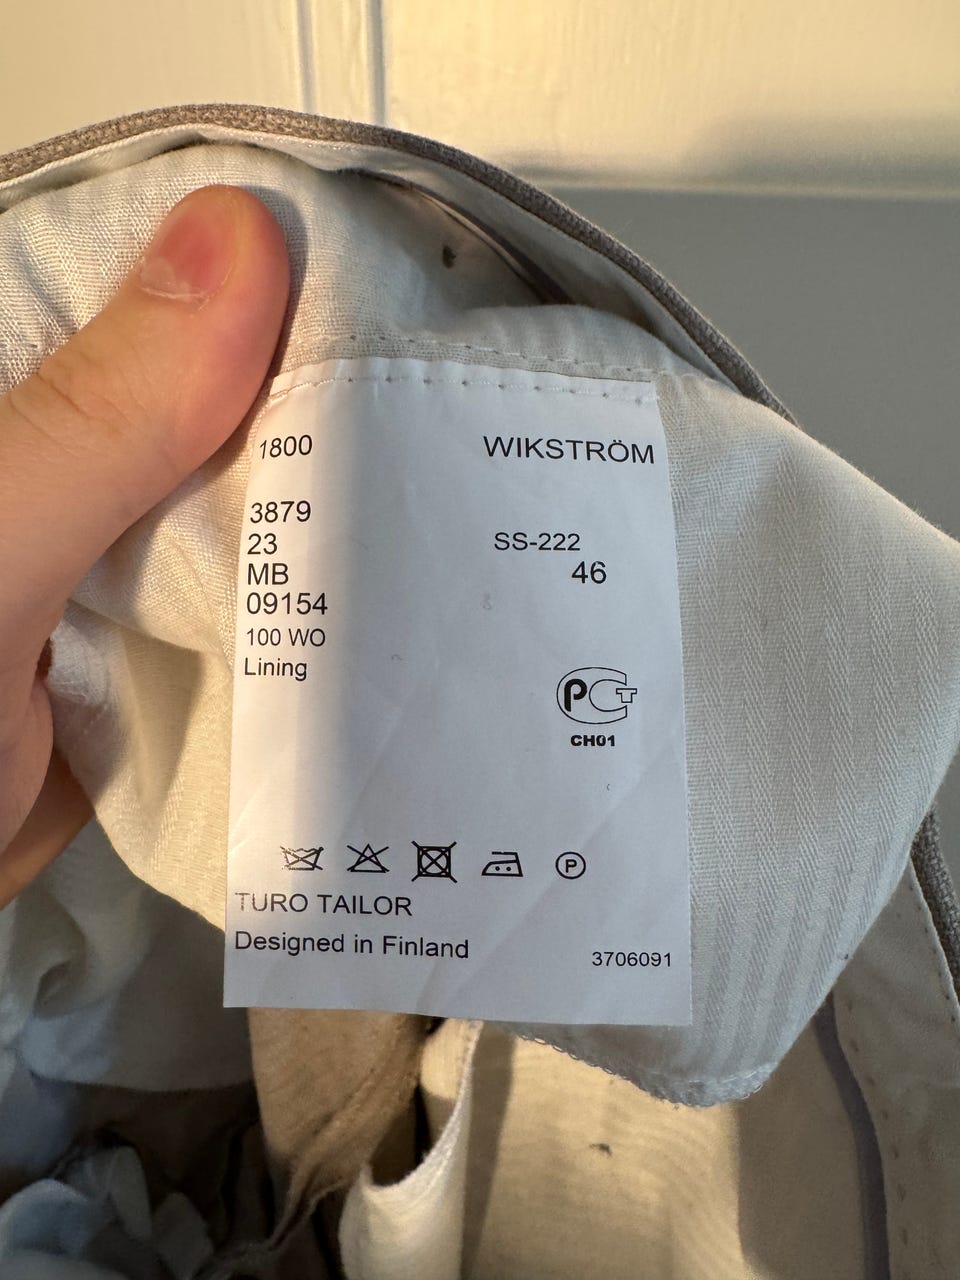 1800 WIKSTRÖM
3879
23 SS-222
MB 46
09154
100 WO
Lining
РСТ
CH01
P
TURO TAILOR
Designed in Finland
3706091